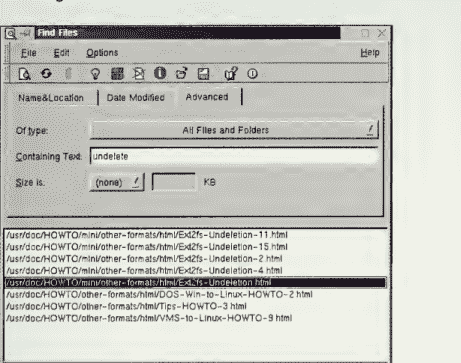 Find Files
File Edit Options Help
Name&Location Date Modified Advanced
Of type: All Files and Folders
Containing Text: undelete
Size is: (none) KB
/usr/doc/HOWTO/mini/other-formats/html/Ext2fs-Undeletion-11.html
/usr/doc/HOWTO/mini/other-formats/html/Ext2fs-Undeletion-15.html
/usr/doc/HOWTO/mini/other-formats/html/Ext2fs-Undeletion-2.html
/usr/doc/HOWTO/mini/other-formats/html/Ext2fs-Undeletion-4.html
/usr/doc/HOWTO/mini/other-formats/html/Ext2fs-Undeletion.html
/usr/doc/HOWTO/other-formats/html/DOS-Win-to-Linux-HOWTO-2.html
/usr/doc/HOWTO/other-formats/html/Tips-HOWTO-3.html
/usr/doc/HOWTO/other-formats/html/VMS-to-Linux-HOWTO-9.html